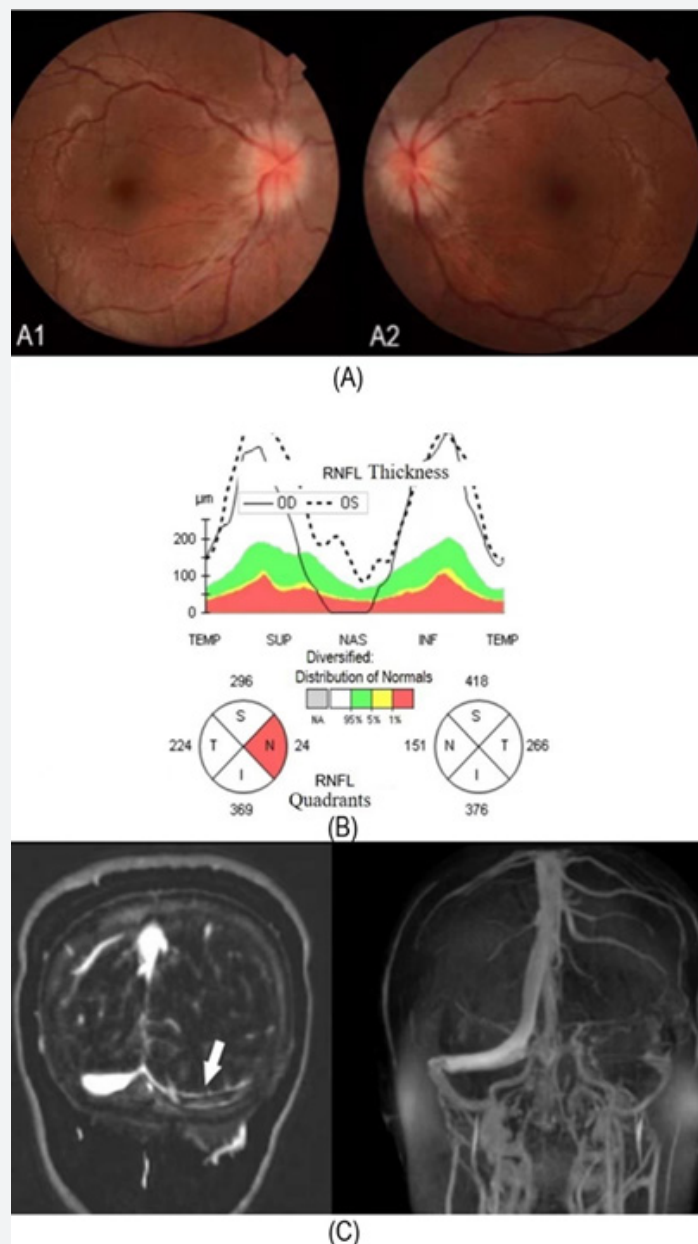 A1
A2
(A)
RNFL Thickness
µm
OD OS
200
100
0
TEMP SUP NAS INF TEMP
Diversified:
Distribution of Normals
NA 95% 5% 1%
296
S
224 T N 24
I
369
RNFL
Quadrants
418
S
151 N T 266
I
376
(B)
(C)